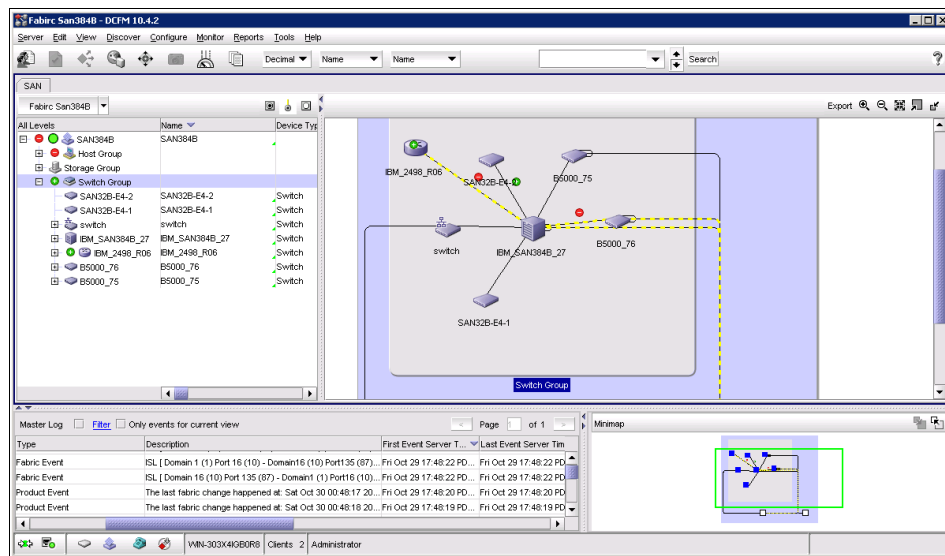 Fabirc San384B - DCFM 10.4.2
Server Edit View Discover Configure Monitor Reports Tools Help
Decimal Name Name Search ?
SAN
Fabirc San384B Export
All Levels Name Device Typ
SAN384B SAN384B
Host Group
Storage Group
Switch Group
SAN32B-E4-2 SAN32B-E4-2 Switch
SAN32B-E4-1 SAN32B-E4-1 Switch
switch switch Switch
IBM_SAN384B_27 IBM_SAN384B_27 Switch
IBM_2498_R06 IBM_2498_R06 Switch
B5000_76 B5000_76 Switch
B5000_75 B5000_75 Switch
IBM_2498_R06
SAN32B-E4-2
B5000_75
switch
IBM_SAN384B_27
B5000_76
SAN32B-E4-1
Switch Group
Master Log Filter Only events for current view < Page 1 of 1 > Minimap
Type Description First Event Server T... Last Event Server Tim
Fabric Event ISL [ Domain 1 (1) Port 16 (10) - Domain16 (10) Port135 (87)... Fri Oct 29 17:48:22 PD... Fri Oct 29 17:48:22 PD
Fabric Event ISL [ Domain 16 (10) Port 135 (87) - Domain1 (1) Port16 (10)... Fri Oct 29 17:48:22 PD... Fri Oct 29 17:48:22 PD
Product Event The last fabric change happened at: Sat Oct 30 00:48:17 20... Fri Oct 29 17:48:20 PD... Fri Oct 29 17:48:20 PD
Product Event The last fabric change happened at: Sat Oct 30 00:48:18 20... Fri Oct 29 17:48:19 PD... Fri Oct 29 17:48:19 PD
WIN-303X4IGB0R8 Clients 2 Administrator